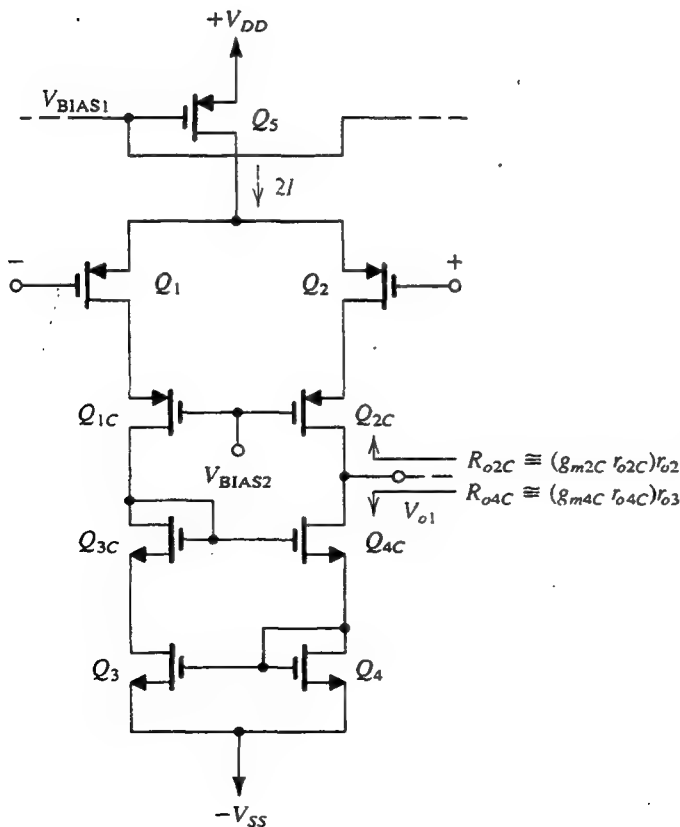 +V_DD
V_BIAS1
Q_5
2I
−
+
Q_1
Q_2
Q_1C
Q_2C
V_BIAS2
R_o2C ≅ (g_m2C r_o2C)r_o2
R_o4C ≅ (g_m4C r_o4C)r_o3
V_o1
Q_3C
Q_4C
Q_3
Q_4
−V_SS